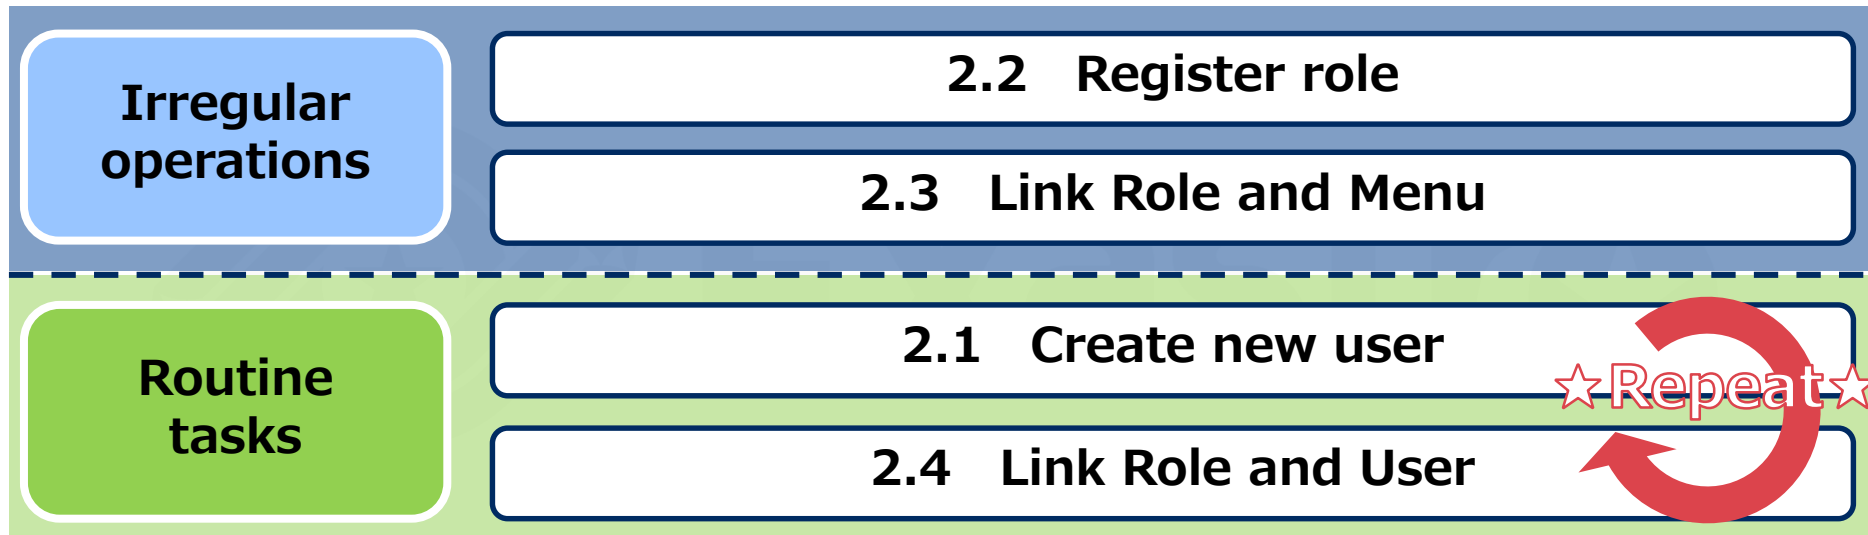 Irregular
operations
2.2 Register role
2.3 Link Role and Menu
Routine
tasks
2.1 Create new user
2.4 Link Role and User
☆Repeat☆